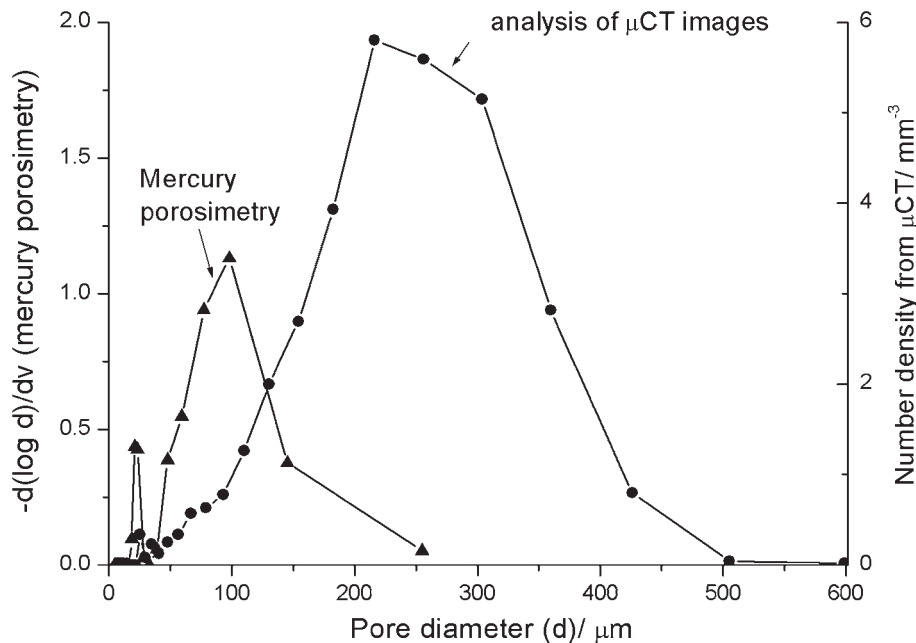 analysis of μCT images
Mercury
porosimetry
-d(log d)/dv (mercury porosimetry)
2.0
1.5
1.0
0.5
0.0
Number density from μCT/ mm⁻³
6
4
2
0
0 100 200 300 400 500 600
Pore diameter (d)/ μm